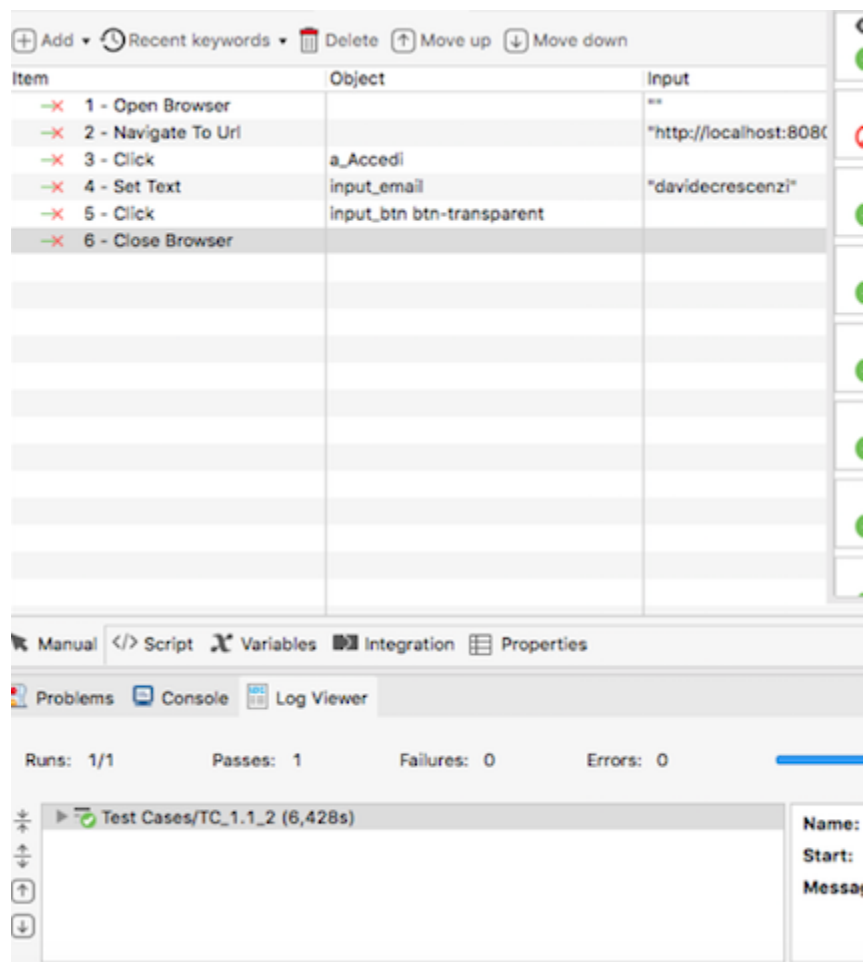 Add Recent keywords Delete Move up Move down
Item Object Input
1 - Open Browser ""
2 - Navigate To Url "http://localhost:8080
3 - Click a_Accedi
4 - Set Text input_email "davidecrescenzi"
5 - Click input_btn btn-transparent
6 - Close Browser
Manual </> Script X Variables Integration Properties
Problems Console Log Viewer
Runs: 1/1 Passes: 1 Failures: 0 Errors: 0
Test Cases/TC_1.1_2 (6,428s)
Name:
Start:
Messag